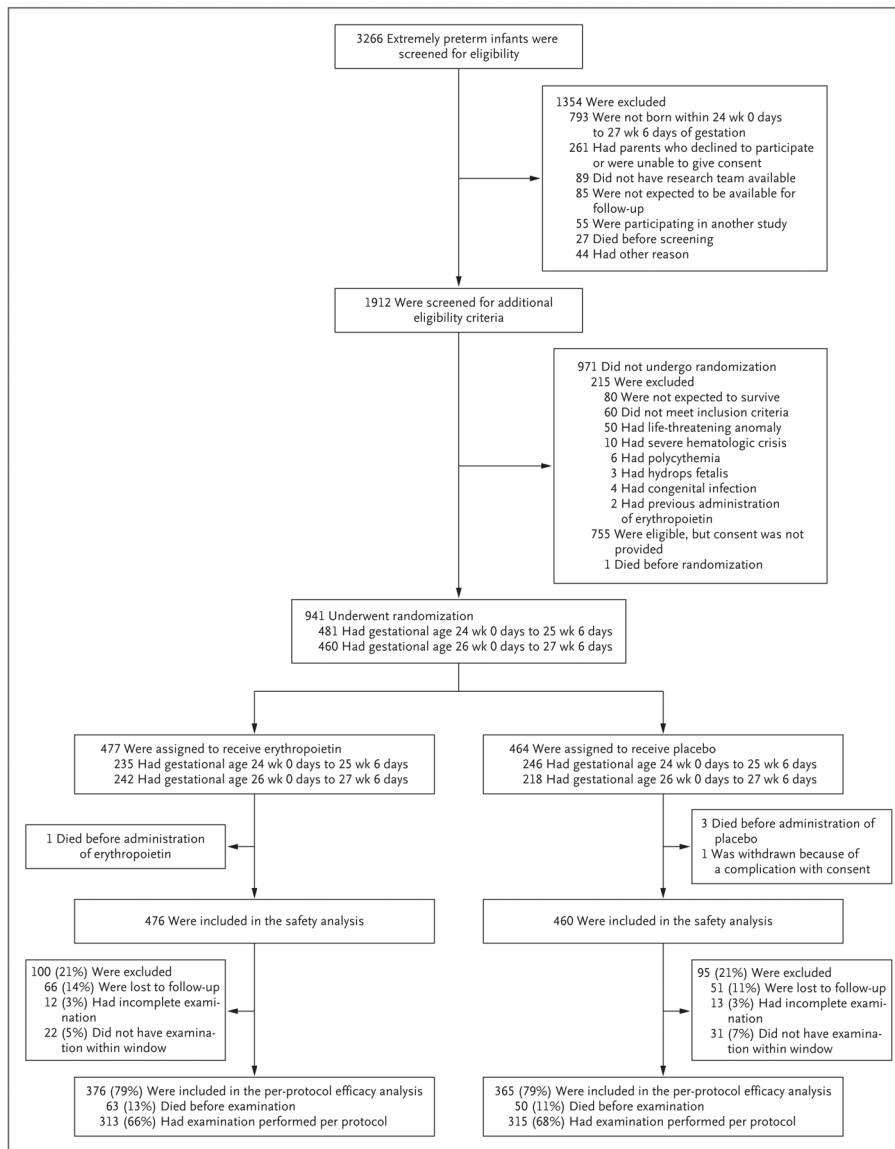 3266 Extremely preterm infants were
screened for eligibility
1354 Were excluded
793 Were not born within 24 wk 0 days
to 27 wk 6 days of gestation
261 Had parents who declined to participate
or were unable to give consent
89 Did not have research team available
85 Were not expected to be available for
follow-up
55 Were participating in another study
27 Died before screening
44 Had other reason
1912 Were screened for additional
eligibility criteria
971 Did not undergo randomization
215 Were excluded
80 Were not expected to survive
60 Did not meet inclusion criteria
50 Had life-threatening anomaly
10 Had severe hematologic crisis
6 Had polycythemia
3 Had hydrops fetalis
4 Had congenital infection
2 Had previous administration
of erythropoietin
755 Were eligible, but consent was not
provided
1 Died before randomization
941 Underwent randomization
481 Had gestational age 24 wk 0 days to 25 wk 6 days
460 Had gestational age 26 wk 0 days to 27 wk 6 days
477 Were assigned to receive erythropoietin
235 Had gestational age 24 wk 0 days to 25 wk 6 days
242 Had gestational age 26 wk 0 days to 27 wk 6 days
464 Were assigned to receive placebo
246 Had gestational age 24 wk 0 days to 25 wk 6 days
218 Had gestational age 26 wk 0 days to 27 wk 6 days
1 Died before administration
of erythropoietin
3 Died before administration of
placebo
1 Was withdrawn because of
a complication with consent
476 Were included in the safety analysis
460 Were included in the safety analysis
100 (21%) Were excluded
66 (14%) Were lost to follow-up
12 (3%) Had incomplete exami-
nation
22 (5%) Did not have examina-
tion within window
95 (21%) Were excluded
51 (11%) Were lost to follow-up
13 (3%) Had incomplete exami-
nation
31 (7%) Did not have examina-
tion within window
376 (79%) Were included in the per-protocol efficacy analysis
63 (13%) Died before examination
313 (66%) Had examination performed per protocol
365 (79%) Were included in the per-protocol efficacy analysis
50 (11%) Died before examination
315 (68%) Had examination performed per protocol